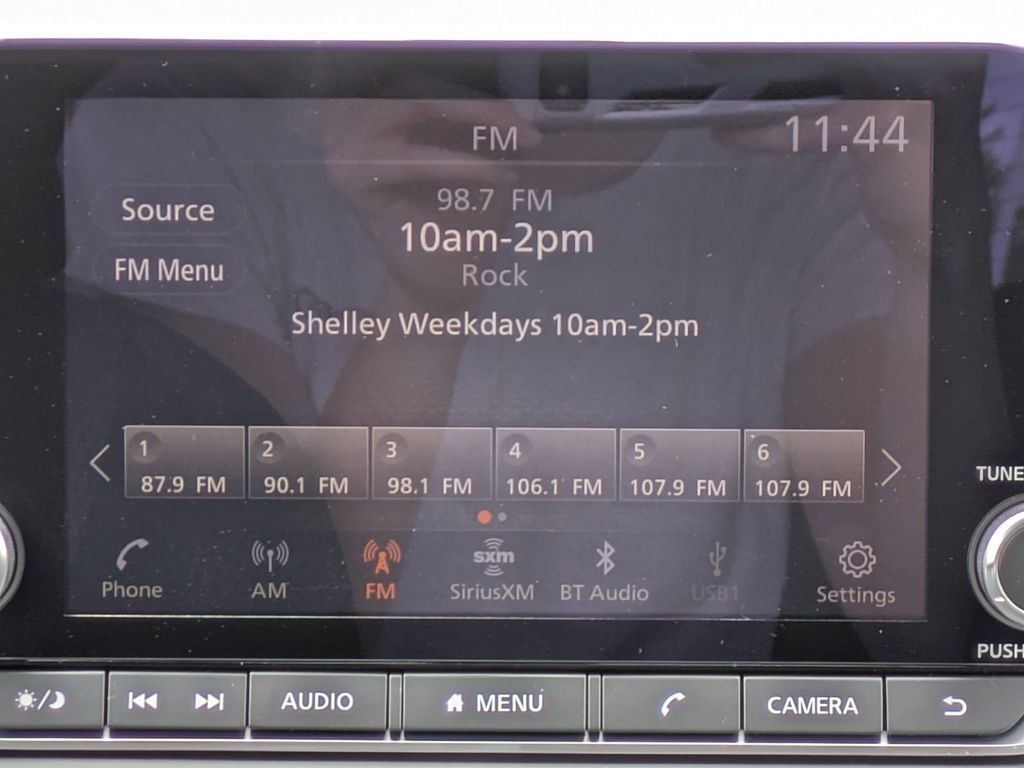 FM
11:44
Source
98.7 FM
10am-2pm
FM Menu
Rock
Shelley Weekdays 10am-2pm
1
2
3
4
5
6
87.9 FM
90.1 FM
98.1 FM
106.1 FM
107.9 FM
107.9 FM
TUNE
sxm
Phone
AM
FM
SiriusXM
BT Audio
USB1
Settings
PUSH
AUDIO
MENU
CAMERA